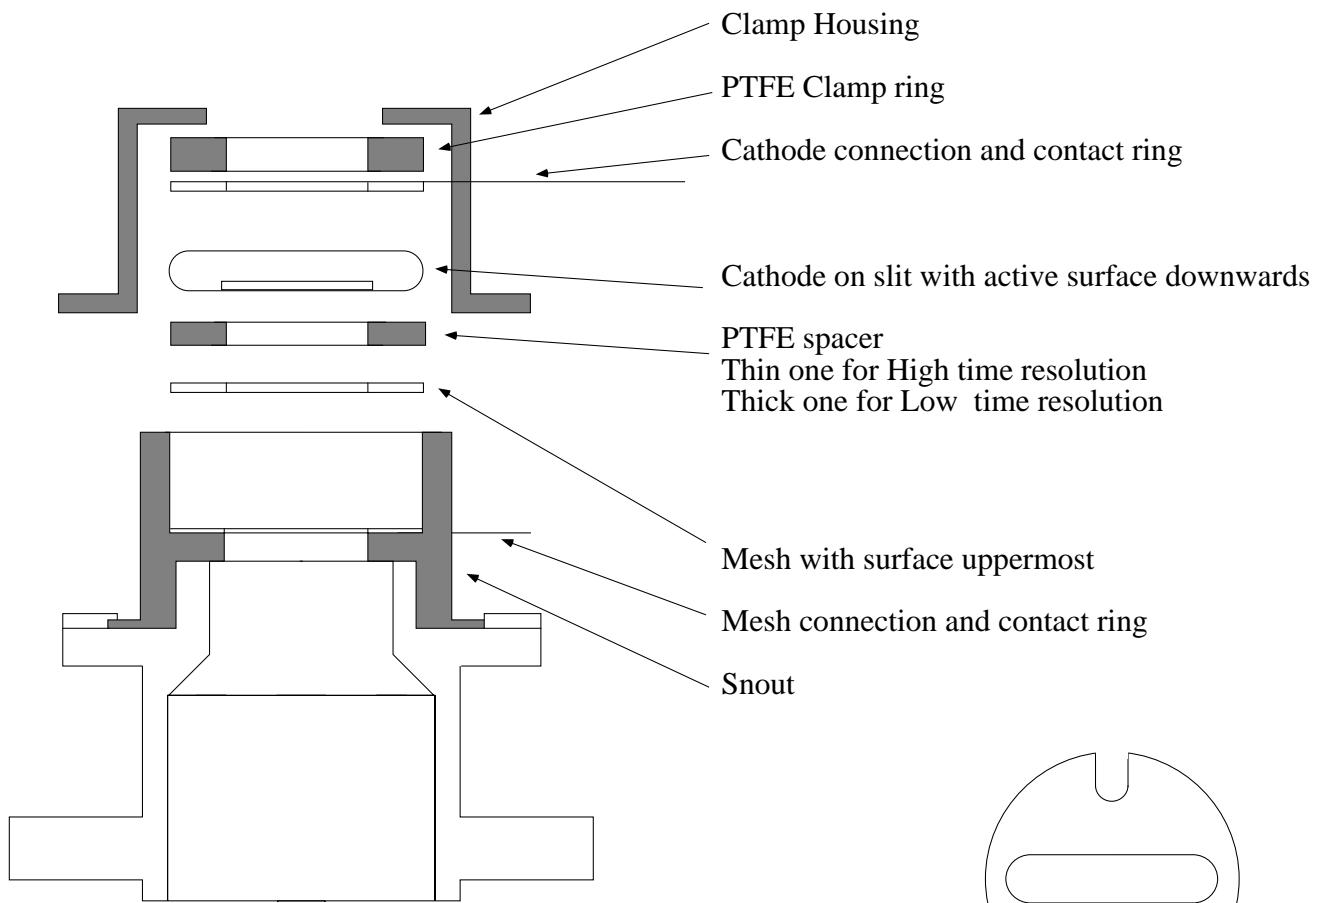 Clamp Housing
PTFE Clamp ring
Cathode connection and contact ring
Cathode on slit with active surface downwards
PTFE spacer
Thin one for High time resolution
Thick one for Low  time resolution
Mesh with surface uppermost
Mesh connection and contact ring
Snout